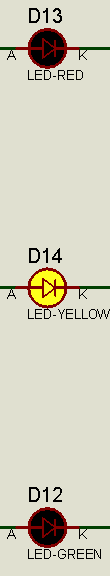 D13
A K
LED-RED
D14
A K
LED-YELLOW
D12
A K
LED-GREEN